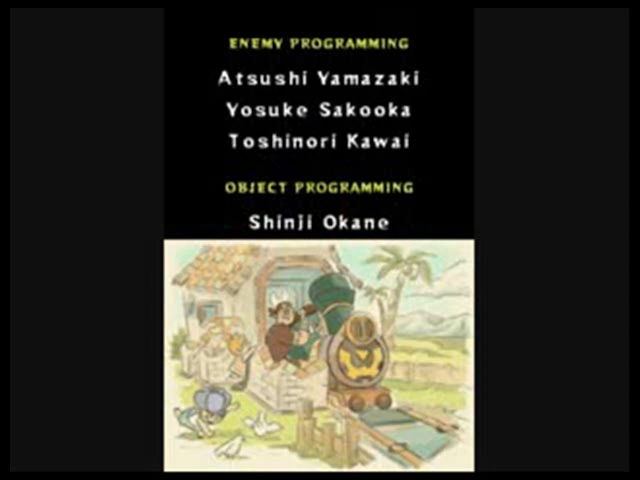 ENEMY PROGRAMMING
Atsushi Yamazaki
Yosuke Sakooka
Toshinori Kawai
OBJECT PROGRAMMING
Shinji Okane